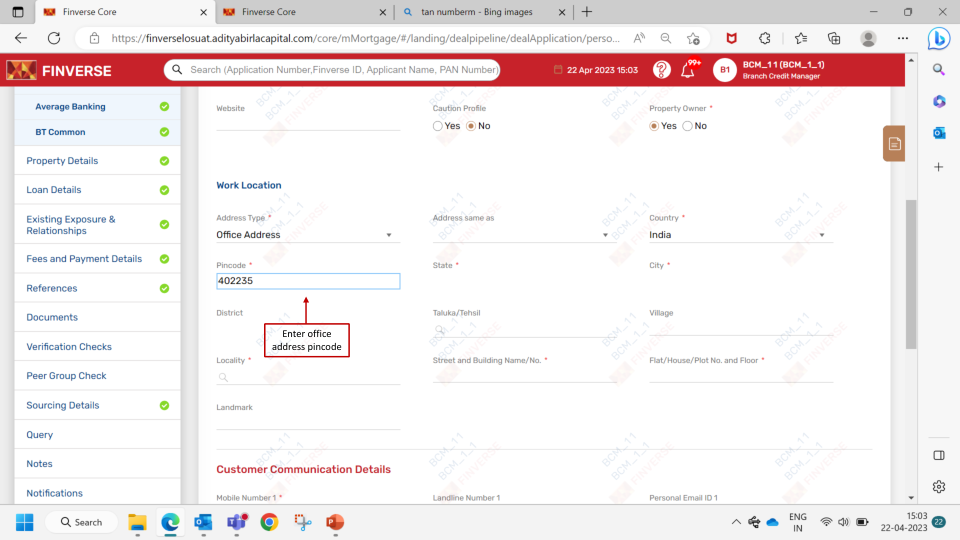 Finverse Core
Finverse Core
tan numberm - Bing images
https://finverselosuat.adityabirlacapital.com/core/mMortgage/#/landing/dealpipeline/dealApplication/perso...
FINVERSE
Search (Application Number,Finverse ID, Applicant Name, PAN Number)
22 Apr 2023 15:03
99+
B1
BCM_1 1 (BCM_1_1)
Branch Credit Manager
Average Banking
BT Common
Property Details
Loan Details
Existing Exposure &
Relationships
Fees and Payment Details
References
Documents
Verification Checks
Peer Group Check
Sourcing Details
Query
Notes
Notifications
Website
Caution Profile
Property Owner *
Yes No
Yes No
Work Location
Address Type *
Address same as
Country *
Office Address
India
Pincode *
State *
City *
402235
District
Taluka/Tehsil
Village
Enter office
address pincode
Locality *
Street and Building Name/No. *
Flat/House/Plot No. and Floor *
Landmark
Customer Communication Details
Mobile Number 1 *
Landline Number 1
Personal Email ID 1
Search
ENG
IN
15:03
22-04-2023
22